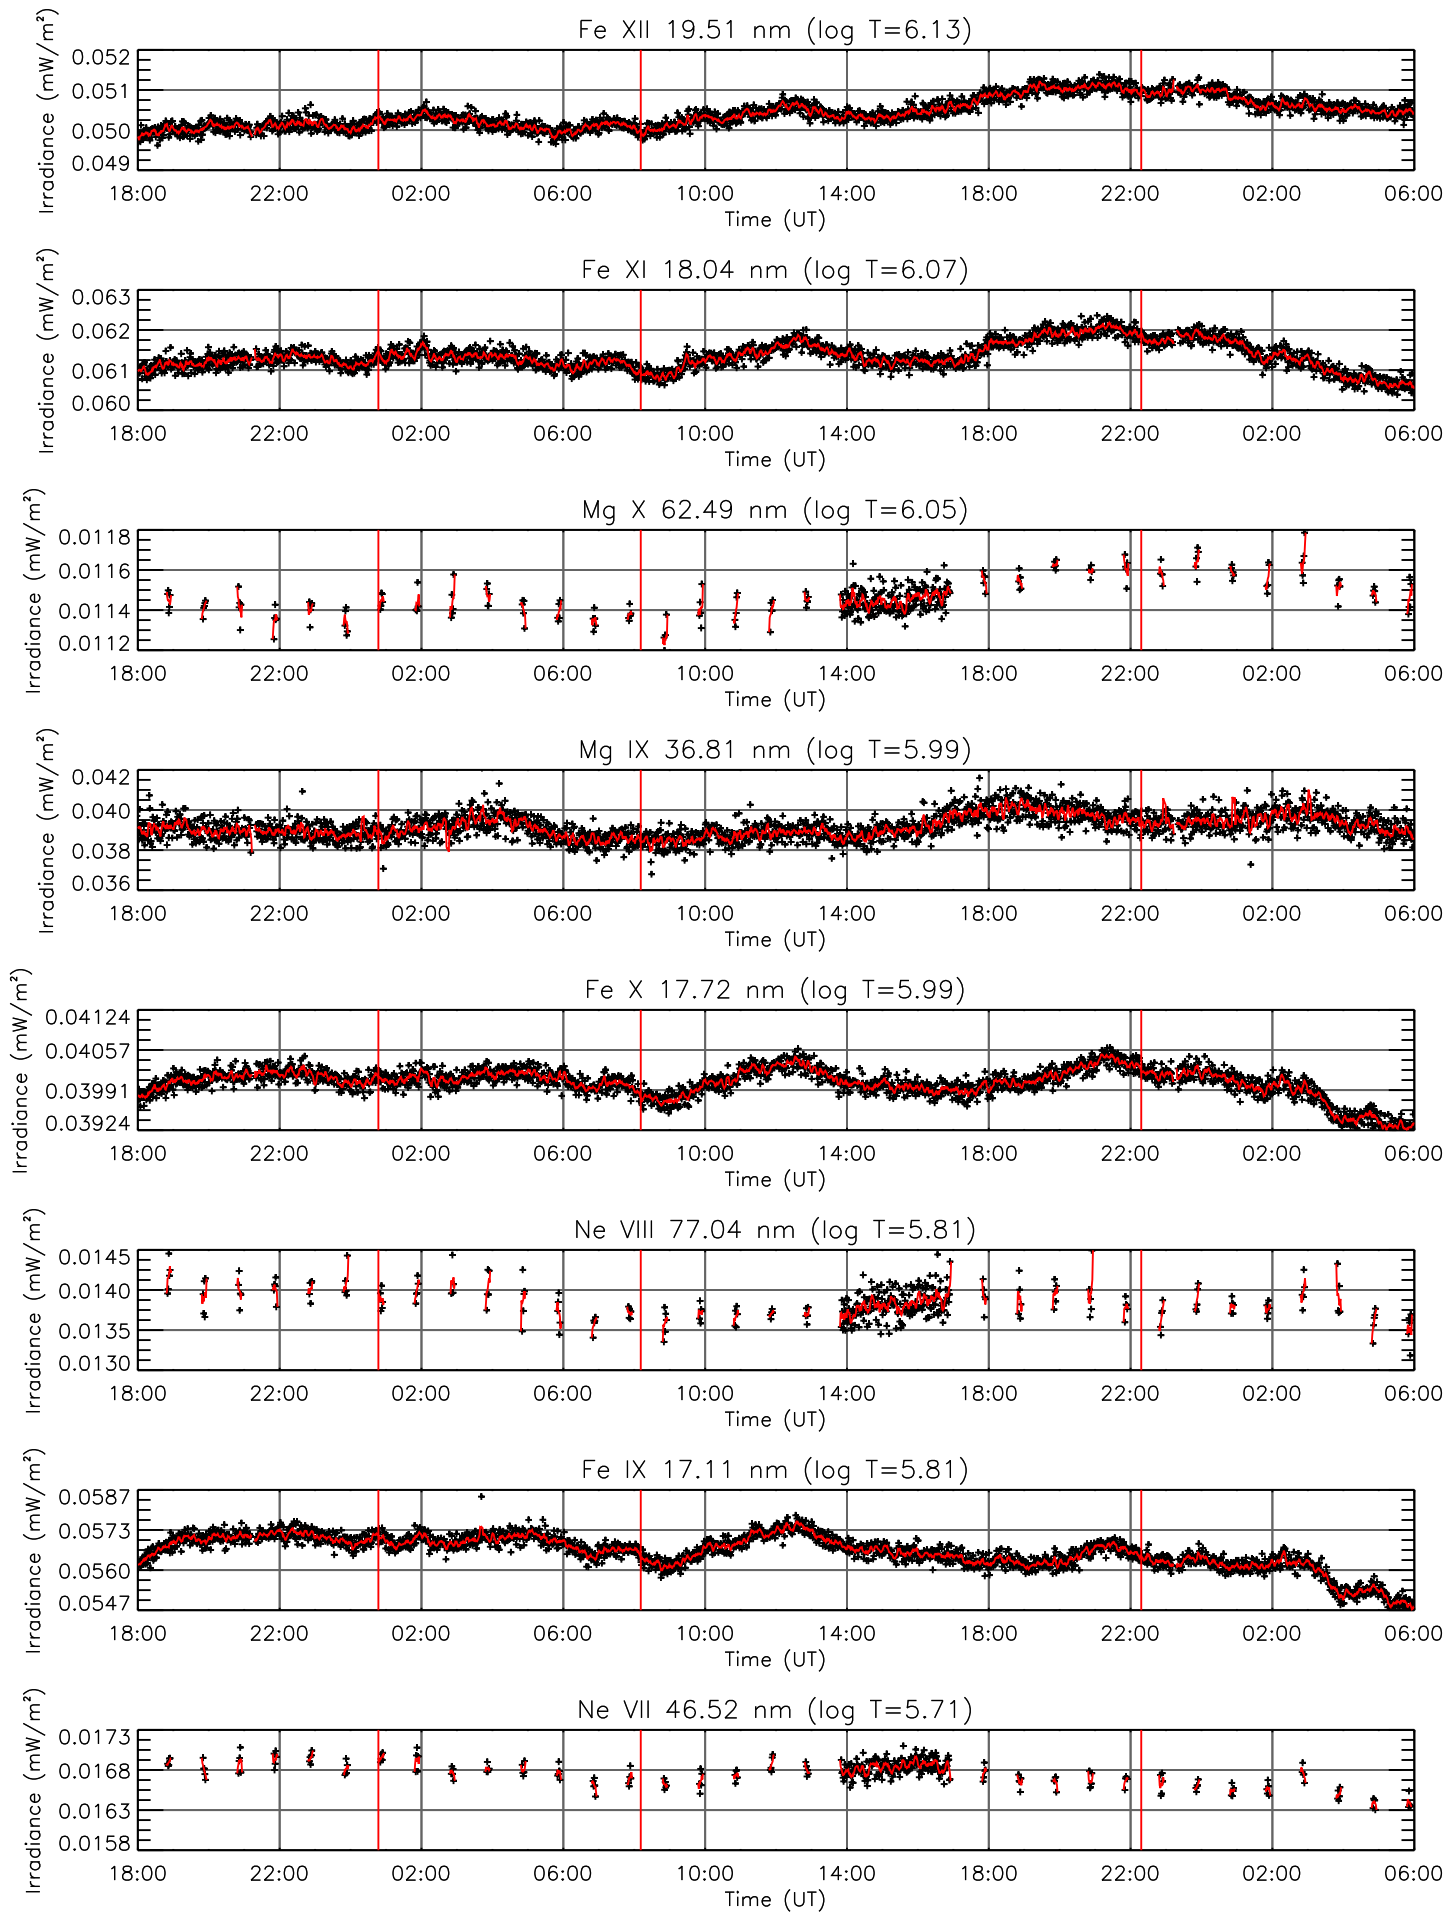 Fe XII 19.51 nm (log T=6.13)
Irradiance (mW/m²)
0.052
0.051
0.050
0.049
18:00 22:00 02:00 06:00 10:00 14:00 18:00 22:00 02:00 06:00
Time (UT)
Fe XI 18.04 nm (log T=6.07)
Irradiance (mW/m²)
0.063
0.062
0.061
0.060
18:00 22:00 02:00 06:00 10:00 14:00 18:00 22:00 02:00 06:00
Time (UT)
Mg X 62.49 nm (log T=6.05)
Irradiance (mW/m²)
0.0118
0.0116
0.0114
0.0112
18:00 22:00 02:00 06:00 10:00 14:00 18:00 22:00 02:00 06:00
Time (UT)
Mg IX 36.81 nm (log T=5.99)
Irradiance (mW/m²)
0.042
0.040
0.038
0.036
18:00 22:00 02:00 06:00 10:00 14:00 18:00 22:00 02:00 06:00
Time (UT)
Fe X 17.72 nm (log T=5.99)
Irradiance (mW/m²)
0.04124
0.04057
0.03991
0.03924
18:00 22:00 02:00 06:00 10:00 14:00 18:00 22:00 02:00 06:00
Time (UT)
Ne VIII 77.04 nm (log T=5.81)
Irradiance (mW/m²)
0.0145
0.0140
0.0135
0.0130
18:00 22:00 02:00 06:00 10:00 14:00 18:00 22:00 02:00 06:00
Time (UT)
Fe IX 17.11 nm (log T=5.81)
Irradiance (mW/m²)
0.0587
0.0573
0.0560
0.0547
18:00 22:00 02:00 06:00 10:00 14:00 18:00 22:00 02:00 06:00
Time (UT)
Ne VII 46.52 nm (log T=5.71)
Irradiance (mW/m²)
0.0173
0.0168
0.0163
0.0158
18:00 22:00 02:00 06:00 10:00 14:00 18:00 22:00 02:00 06:00
Time (UT)